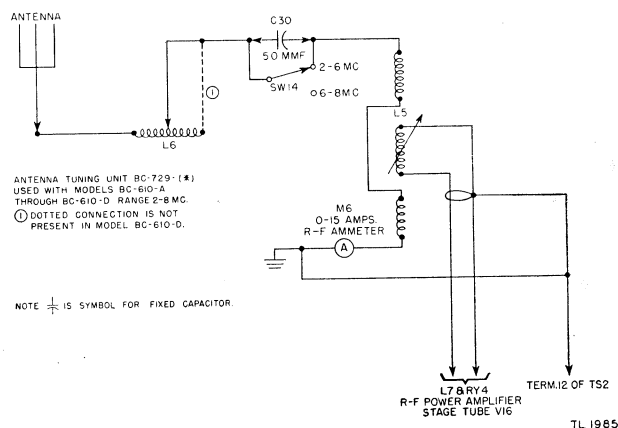 ANTENNA
C30
50 MMF
2-6 MC
SW14
6-8 MC
①
L6
L5
ANTENNA TUNING UNIT BC-729-(*)
USED WITH MODELS BC-610-A
THROUGH BC-610-D RANGE 2-8 MC.
① DOTTED CONNECTION IS NOT
PRESENT IN MODEL BC-610-D.
M6
0-15 AMPS.
R-F AMMETER
A
NOTE IS SYMBOL FOR FIXED CAPACITOR.
L7 & RY4
R-F POWER AMPLIFIER
STAGE TUBE V16
TERM.12 OF TS2
TL 1985